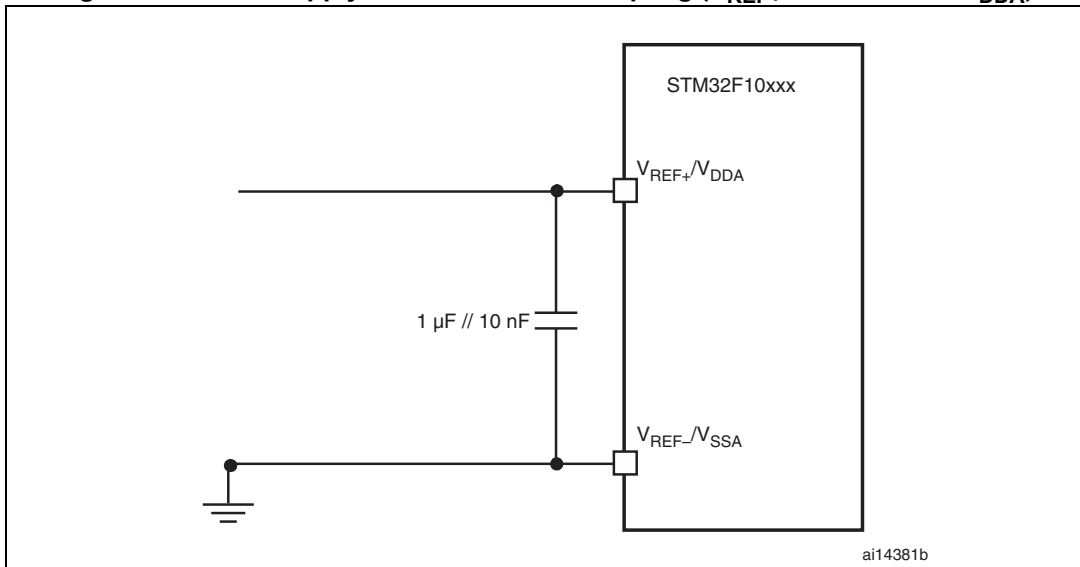 STM32F10xxx
VREF+/VDDA
1 µF // 10 nF
VREF–/VSSA
ai14381b